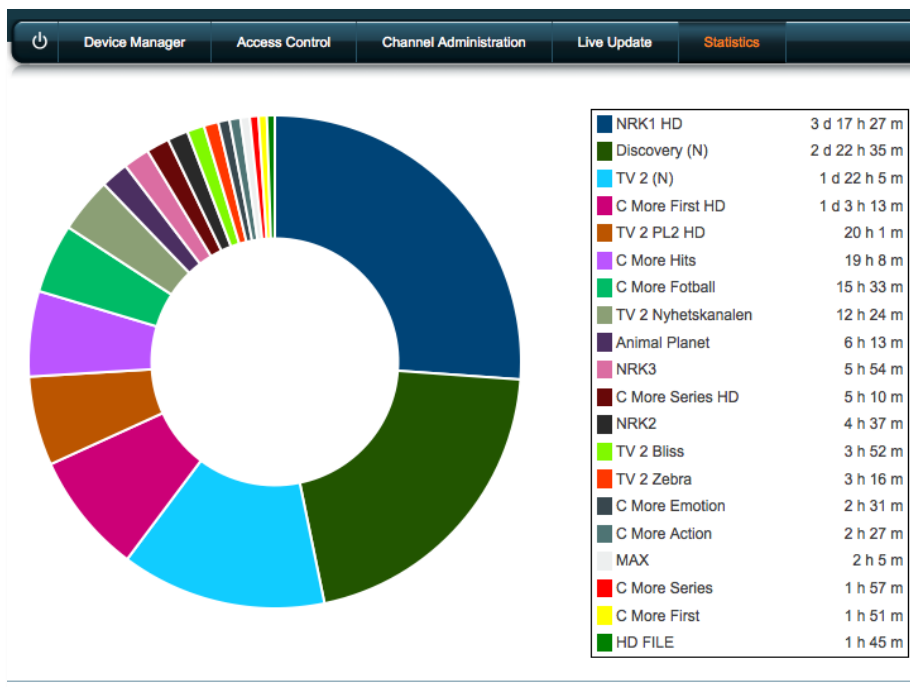 Device Manager Access Control Channel Administration Live Update Statistics
NRK1 HD 3 d 17 h 27 m
Discovery (N) 2 d 22 h 35 m
TV 2 (N) 1 d 22 h 5 m
C More First HD 1 d 3 h 13 m
TV 2 PL2 HD 20 h 1 m
C More Hits 19 h 8 m
C More Fotball 15 h 33 m
TV 2 Nyhetskanalen 12 h 24 m
Animal Planet 6 h 13 m
NRK3 5 h 54 m
C More Series HD 5 h 10 m
NRK2 4 h 37 m
TV 2 Bliss 3 h 52 m
TV 2 Zebra 3 h 16 m
C More Emotion 2 h 31 m
C More Action 2 h 27 m
MAX 2 h 5 m
C More Series 1 h 57 m
C More First 1 h 51 m
HD FILE 1 h 45 m